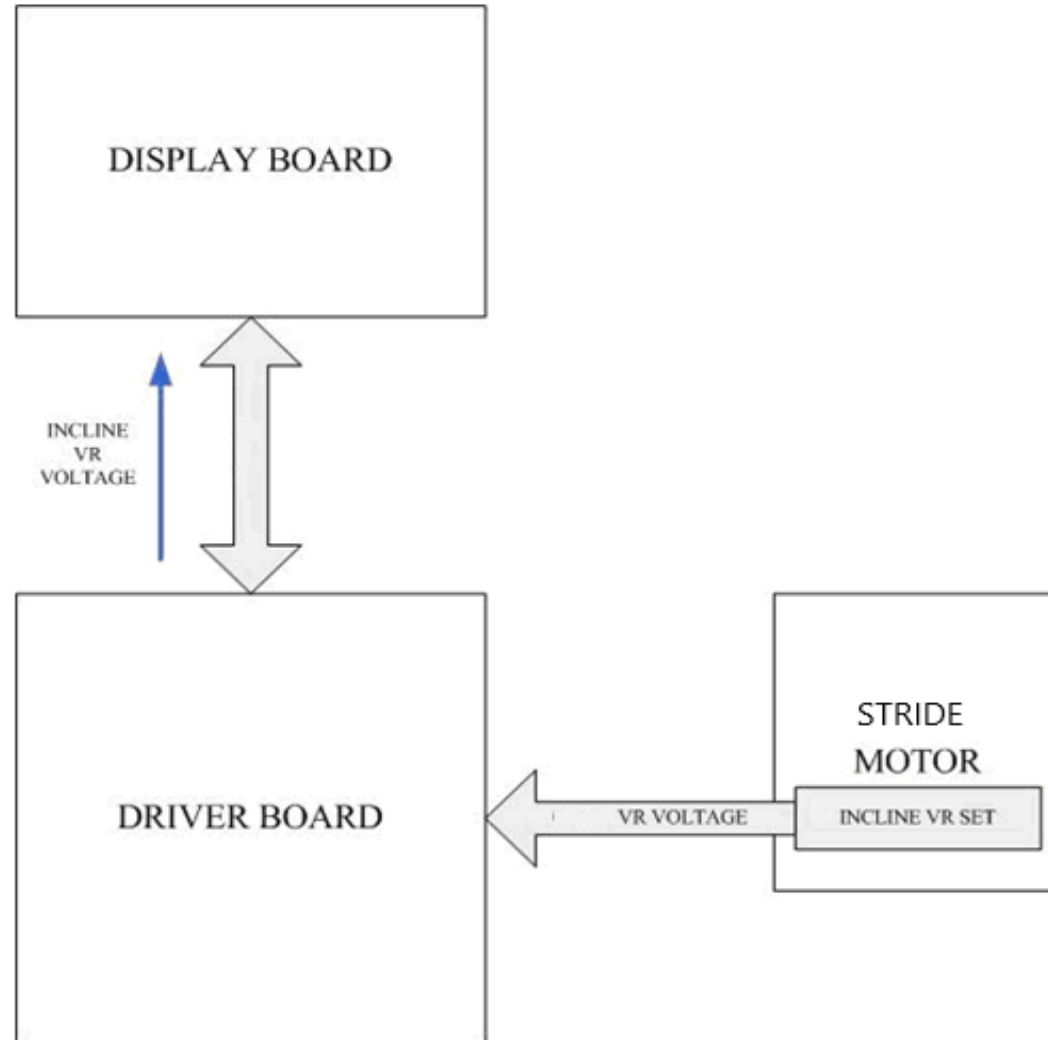 DISPLAY BOARD
INCLINE
VR
VOLTAGE
STRIDE
MOTOR
DRIVER BOARD
VR VOLTAGE
INCLINE VR SET